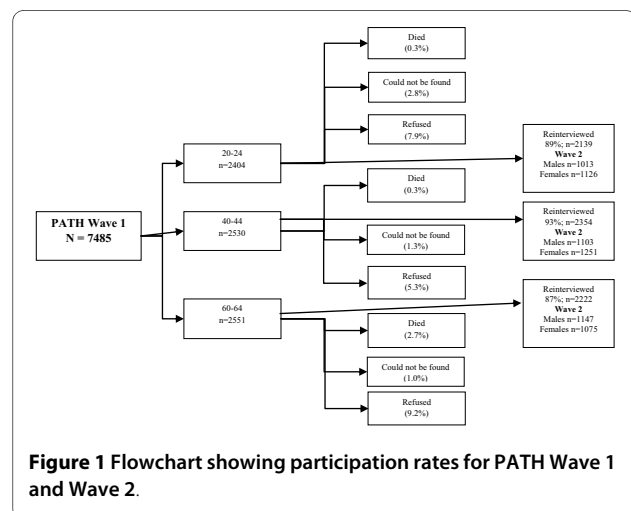 Died
(0.3%)
Could not be found
(2.8%)
Refused
(7.9%)
20-24
n=2404
Reinterviewed
89%; n=2139
Wave 2
Males n=1013
Females n=1126
Died
(0.3%)
PATH Wave 1
N = 7485
40-44
n=2530
Could not be found
(1.3%)
Reinterviewed
93%; n=2354
Wave 2
Males n=1103
Females n=1251
Refused
(5.3%)
60-64
n=2551
Reinterviewed
87%; n=2222
Wave 2
Males n=1147
Females n=1075
Died
(2.7%)
Could not be found
(1.0%)
Refused
(9.2%)
Figure 1 Flowchart showing participation rates for PATH Wave 1
and Wave 2.